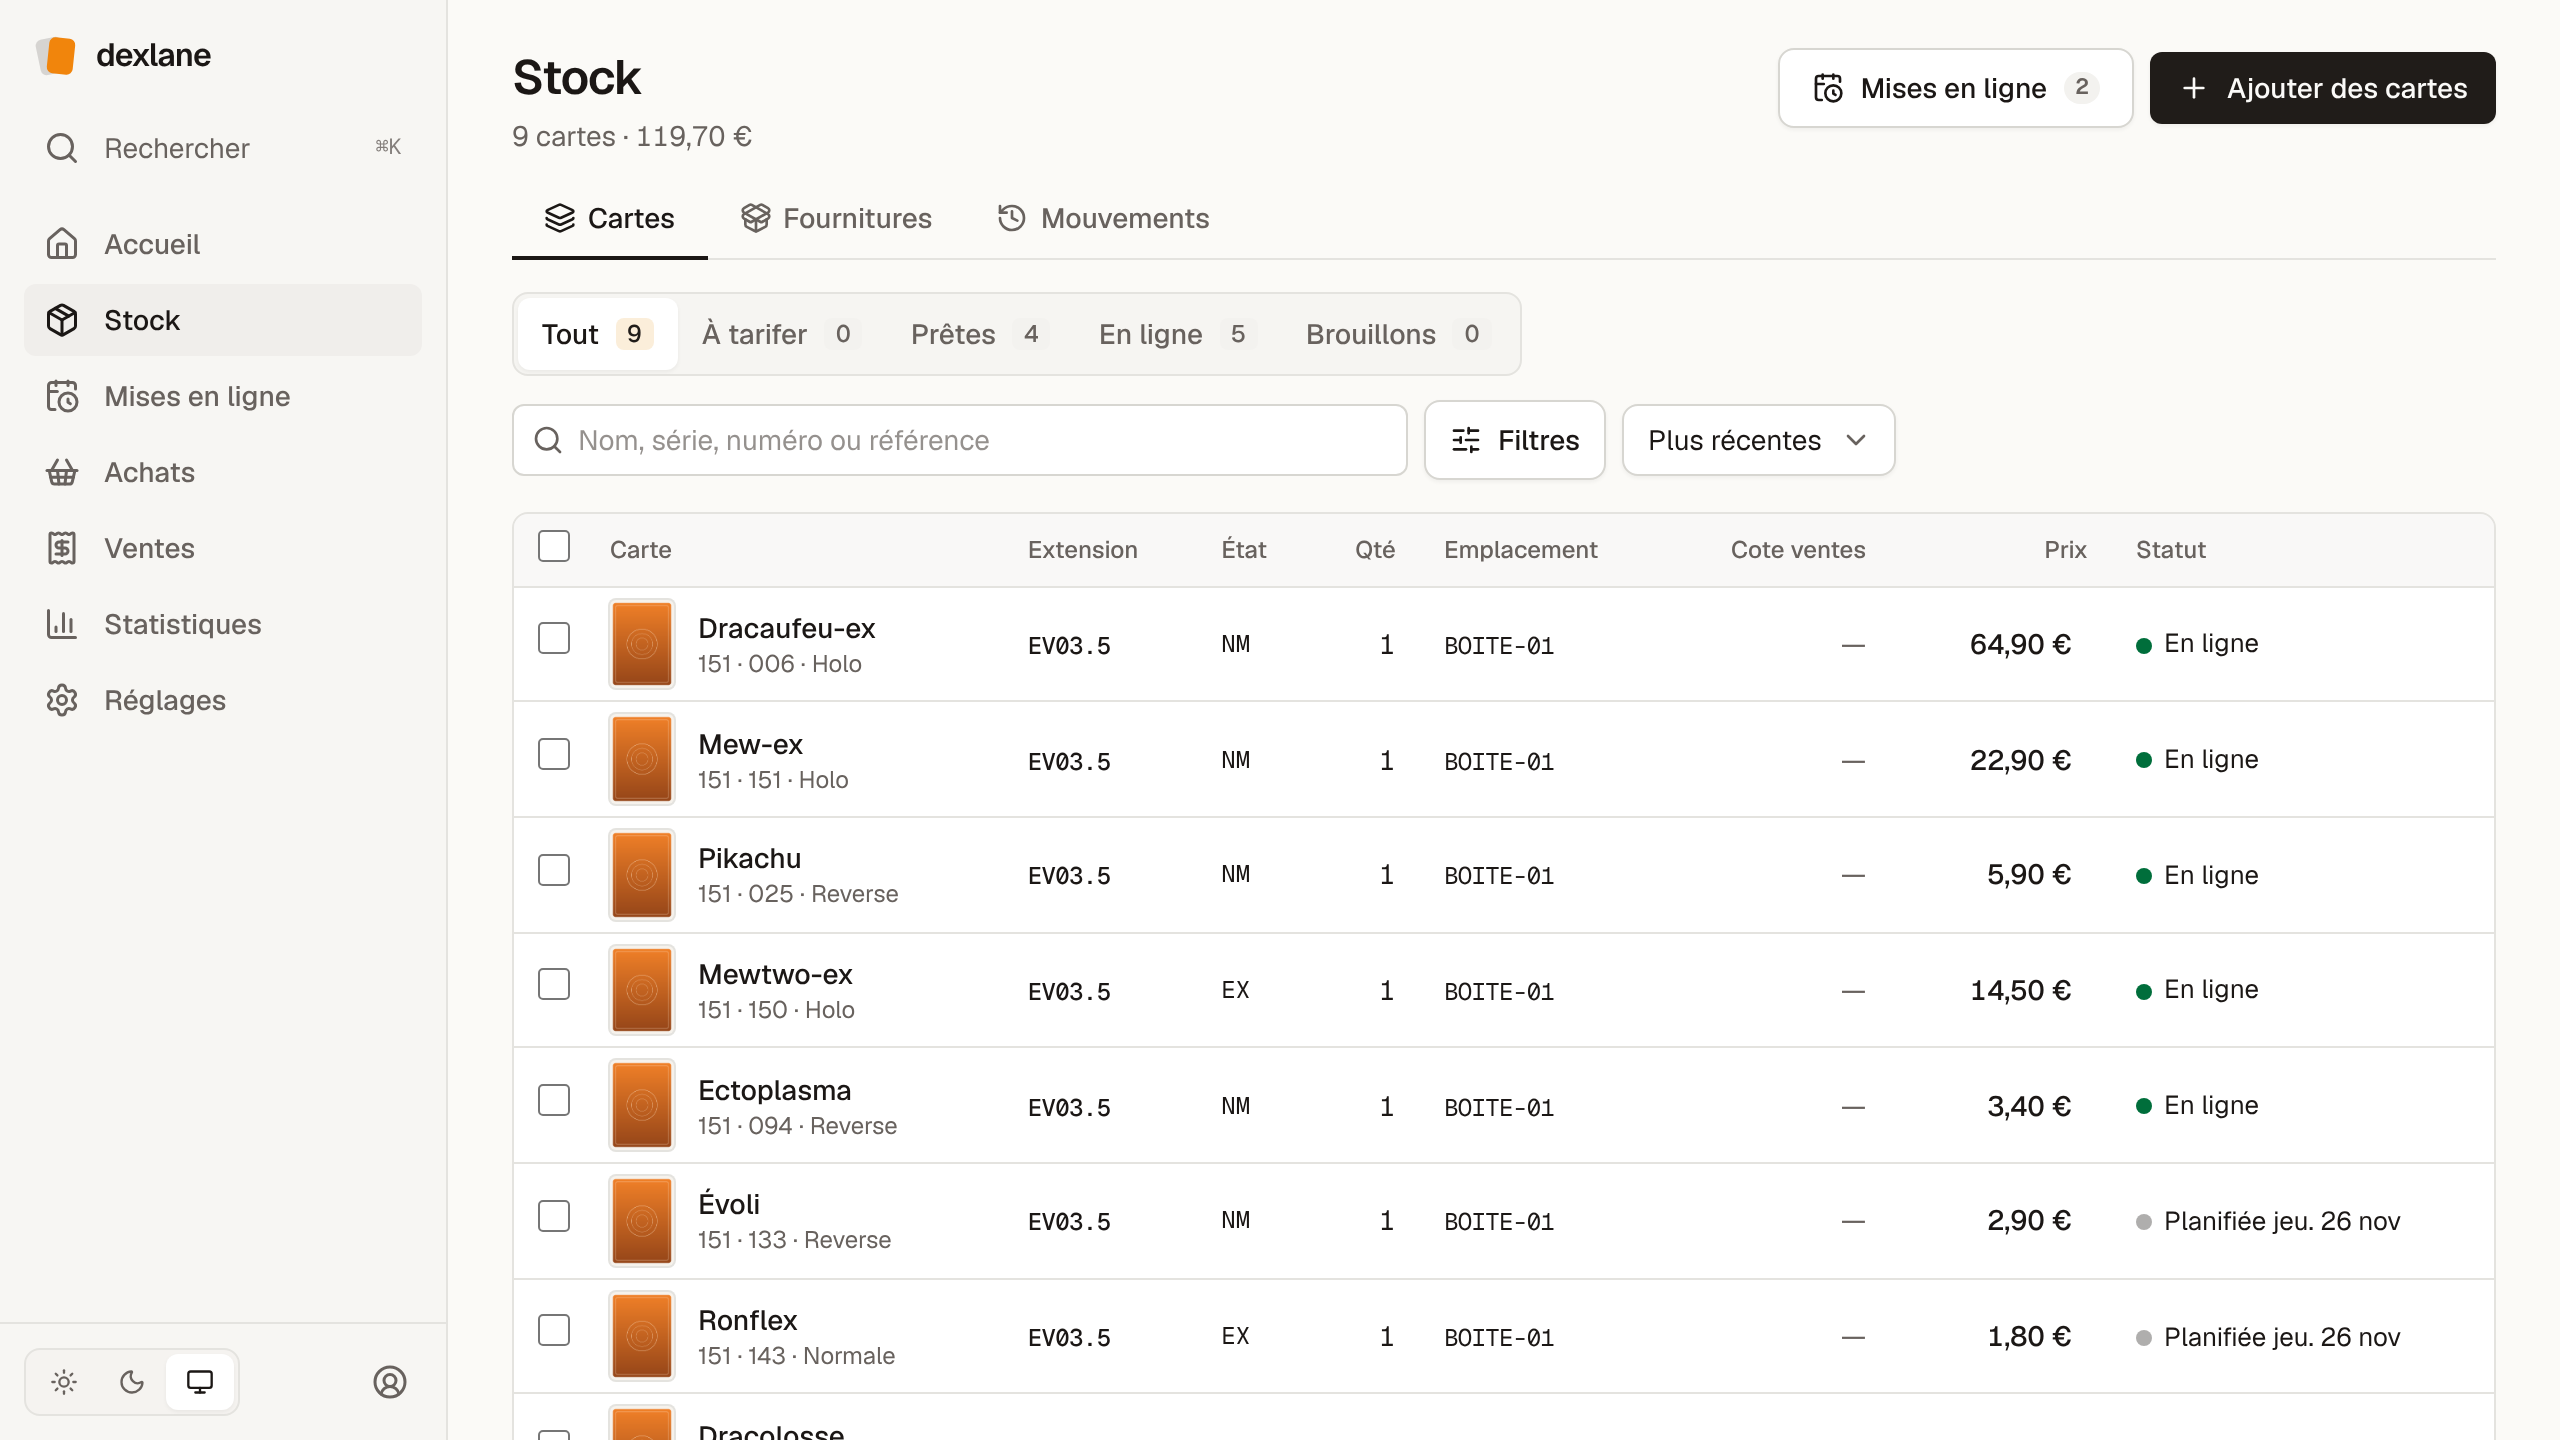 dexlane
Rechercher ⌘K
Accueil
Stock
Mises en ligne
Achats
Ventes
Statistiques
Réglages
Stock
9 cartes · 119,70 €
Mises en ligne 2
Ajouter des cartes
Cartes Fournitures Mouvements
Tout 9 À tarifer 0 Prêtes 4 En ligne 5 Brouillons 0
Nom, série, numéro ou référence
Filtres
Plus récentes
Carte Extension État Qté Emplacement Cote ventes Prix Statut
Dracaufeu-ex
151 · 006 · Holo
EV03.5 NM 1 BOITE-01 — 64,90 € En ligne
Mew-ex
151 · 151 · Holo
EV03.5 NM 1 BOITE-01 — 22,90 € En ligne
Pikachu
151 · 025 · Reverse
EV03.5 NM 1 BOITE-01 — 5,90 € En ligne
Mewtwo-ex
151 · 150 · Holo
EV03.5 EX 1 BOITE-01 — 14,50 € En ligne
Ectoplasma
151 · 094 · Reverse
EV03.5 NM 1 BOITE-01 — 3,40 € En ligne
Évoli
151 · 133 · Reverse
EV03.5 NM 1 BOITE-01 — 2,90 € Planifiée jeu. 26 nov
Ronflex
151 · 143 · Normale
EV03.5 EX 1 BOITE-01 — 1,80 € Planifiée jeu. 26 nov
Dracolosse